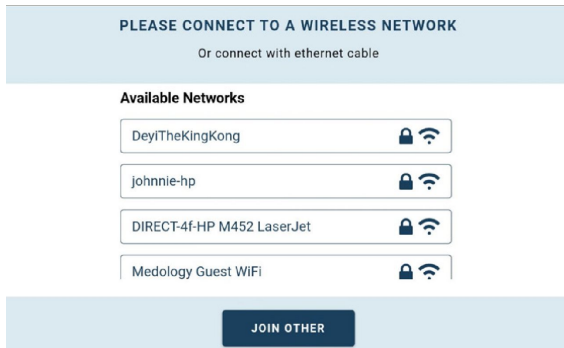 PLEASE CONNECT TO A WIRELESS NETWORK
Or connect with ethernet cable
Available Networks
DeyiTheKingKong
johnnie-hp
DIRECT-4f-HP M452 LaserJet
Medology Guest WiFi
JOIN OTHER